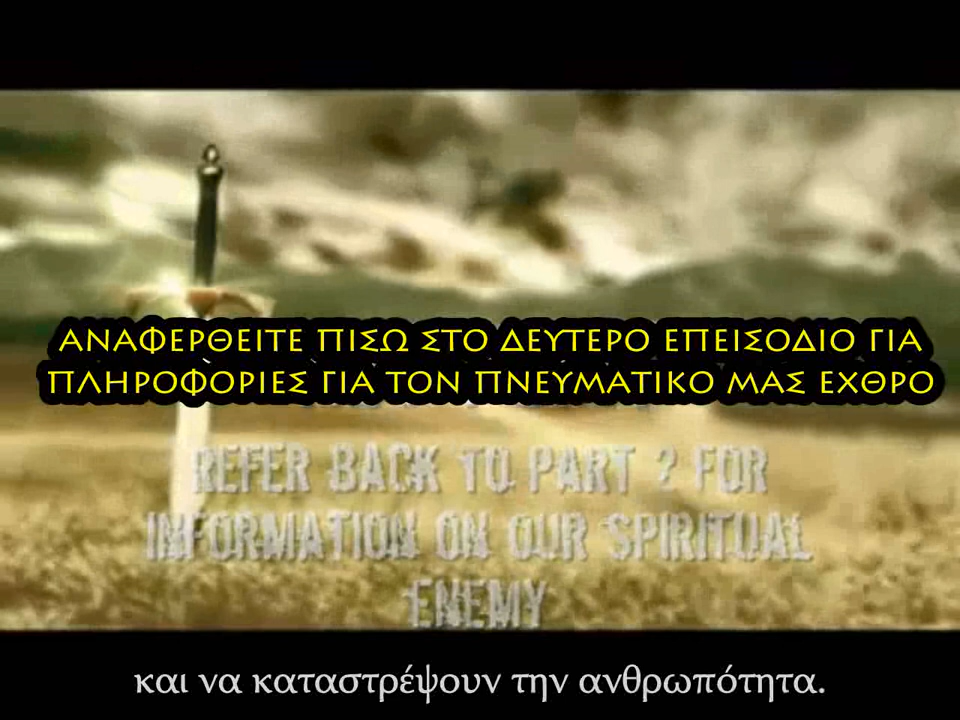 ΑΝΑΦΕΡΘΕΙΤΕ ΠΙΣΩ ΣΤΟ ΔΕΥΤΕΡΟ ΕΠΕΙΣΟΔΙΟ ΓΙΑ
ΠΛΗΡΟΦΟΡΙΕΣ ΓΙΑ ΤΟΝ ΠΝΕΥΜΑΤΙΚΟ ΜΑΣ ΕΧΘΡΟ
REFER BACK TO PART 2 FOR
INFORMATION ON OUR SPIRITUAL
ENEMY
και να καταστρέψουν την ανθρωπότητα.